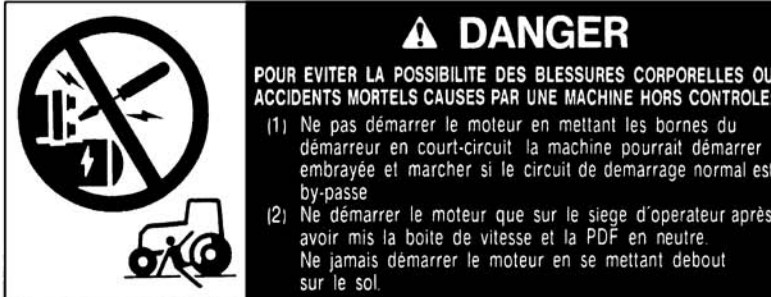 DANGER
POUR EVITER LA POSSIBILITE DES BLESSURES CORPORELLES OU
ACCIDENTS MORTELS CAUSES PAR UNE MACHINE HORS CONTROLE
(1) Ne pas démarrer le moteur en mettant les bornes du
démarreur en court-circuit la machine pourrait démarrer
embrayée et marcher si le circuit de demarrage normal est
by-passe
(2) Ne démarrer le moteur que sur le siege d'operateur après
avoir mis la boite de vitesse et la PDF en neutre.
Ne jamais démarrer le moteur en se mettant debout
sur le sol.